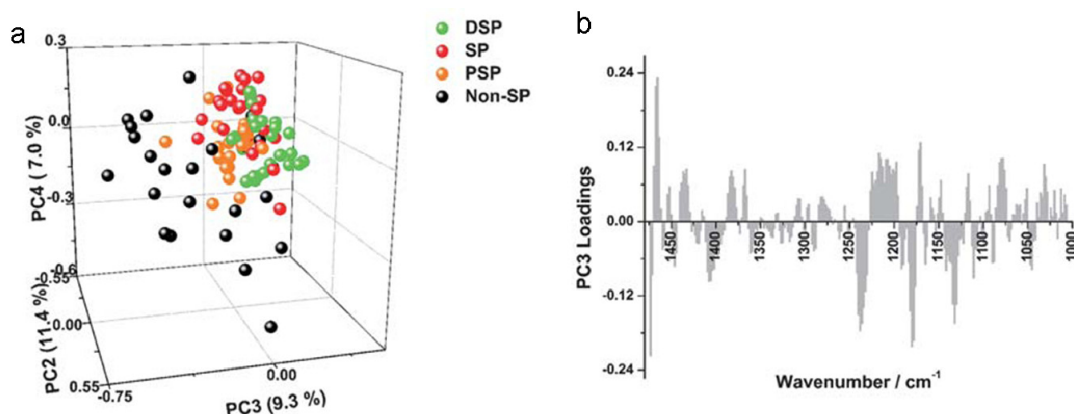 a
DSP
SP
PSP
Non-SP
0.3
0.0
-0.3
-0.6
PC4 ( 7.0 %)
-0.55
0.00
0.55
PC2 (11.4 %)
-0.75
0.00
PC3 (9.3 %)
b
0.24
0.12
0.00
-0.12
-0.24
PC3 Loadings
1450
1400
1350
1300
1250
1200
1150
1100
1050
1000
Wavenumber / cm⁻¹